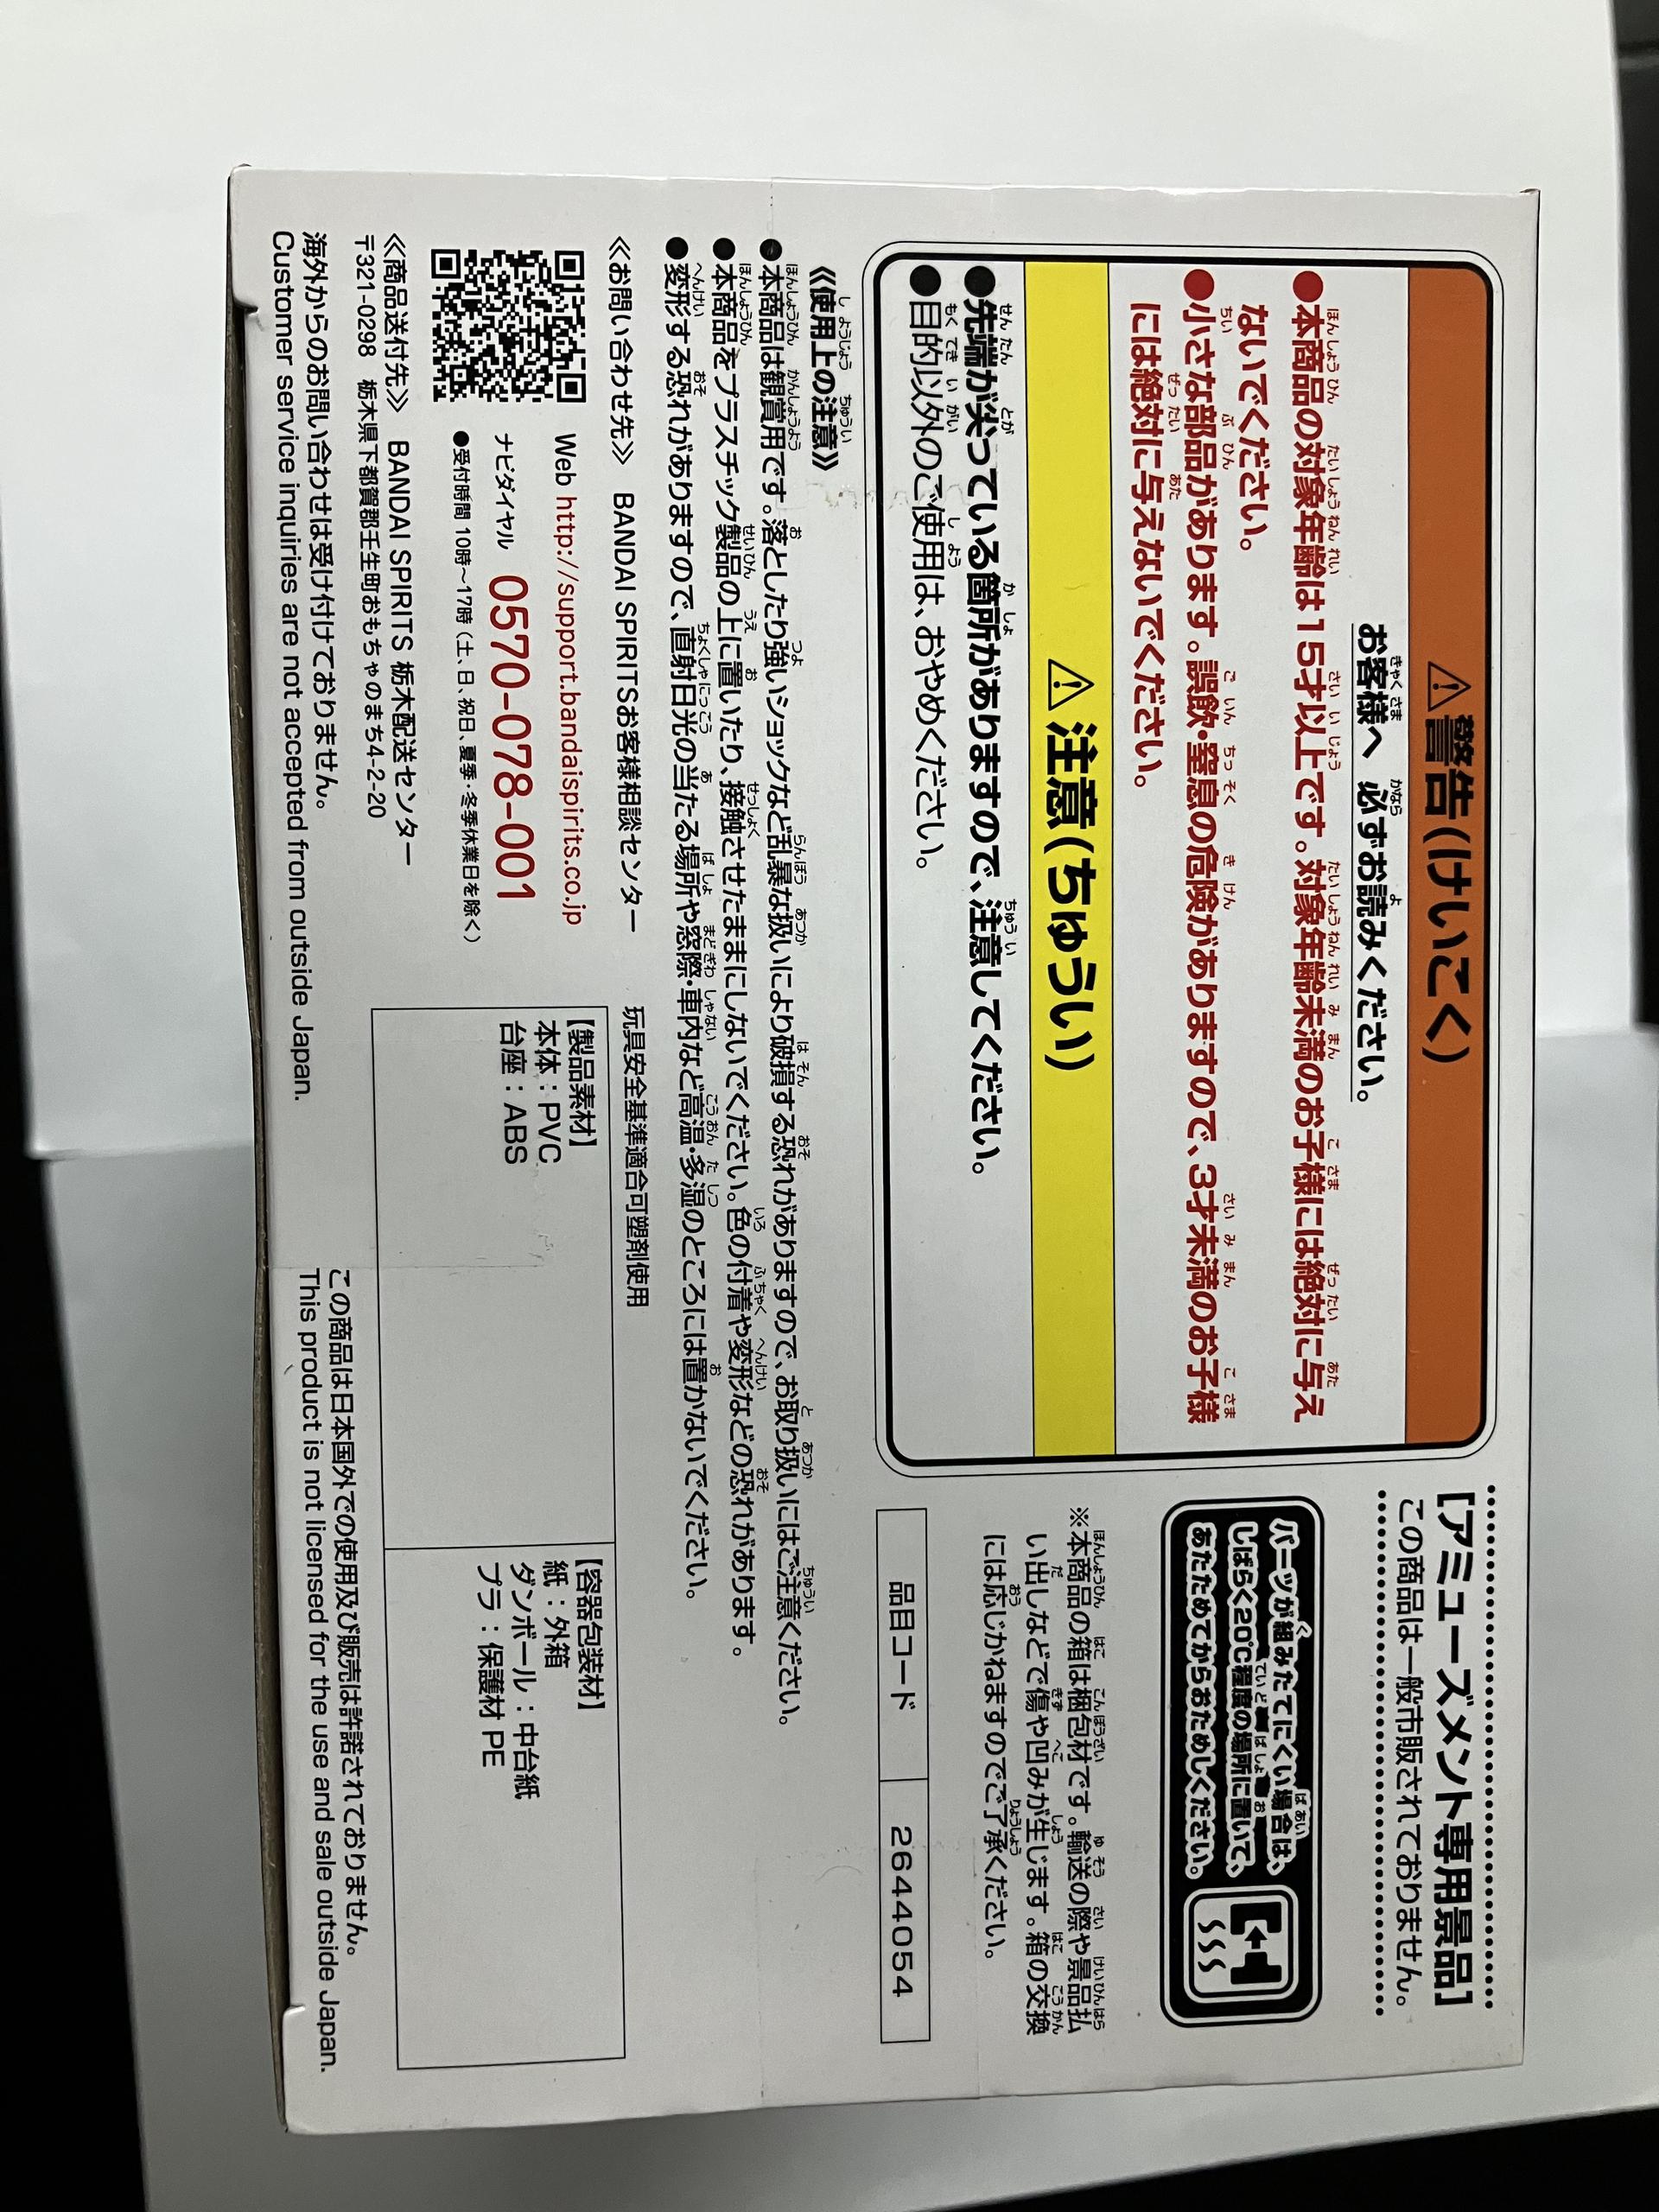 ⚠警告(けいこく)
お客様へ 必ずお読みください。
●本商品の対象年齢は15才以上です。対象年齢未満のお子様には絶対に与え
ないでください。
●小さな部品があります。誤飲・窒息の危険がありますので、3才未満のお子様
には絶対に与えないでください。
⚠注意(ちゅうい)
●先端が尖っている箇所がありますので、注意してください。
●目的以外のご使用は、おやめください。
[アミューズメント専用景品]
この商品は一般市販されておりません。
パーツが組みたてにくい場合は、
しばらく20℃程度の場所に置いて、
あたためてからおためしください。
※本商品の箱は梱包材です。輸送の際や景品払
い出しなどで傷や凹みが生じます。箱の交換
には応じかねますのでご了承ください。
品目コード 2644054
《使用上の注意》
●本商品は観賞用です。落としたり強いショックなど乱暴な扱いにより破損する恐れがありますので、お取り扱いにはご注意ください。
●本商品をプラスチック製品の上に置いたり、接触させたままにしないでください。色の付着や変形などの恐れがあります。
●変形する恐れがありますので、直射日光の当たる場所や窓際・車内など高温・多湿のところには置かないでください。
《お問い合わせ先》 BANDAI SPIRITSお客様相談センター
Web http://support.bandaispirits.co.jp
ナビダイヤル 0570-078-001
●受付時間 10時～17時 (土、日、祝日、夏季・冬季休業日を除く)
《商品送付先》 BANDAI SPIRITS 栃木配送センター
〒321-0298 栃木県下都賀郡壬生町おもちゃのまち4-2-20
海外からのお問い合わせは受け付けておりません。
Customer service inquiries are not accepted from outside Japan.
玩具安全基準適合可塑剤使用
【製品素材】
本体：PVC
台座：ABS
【容器包装材】
紙：外箱
ダンボール：中台紙
プラ：保護材 PE
この商品は日本国外での使用及び販売は許諾されておりません。
This product is not licensed for the use and sale outside Japan.